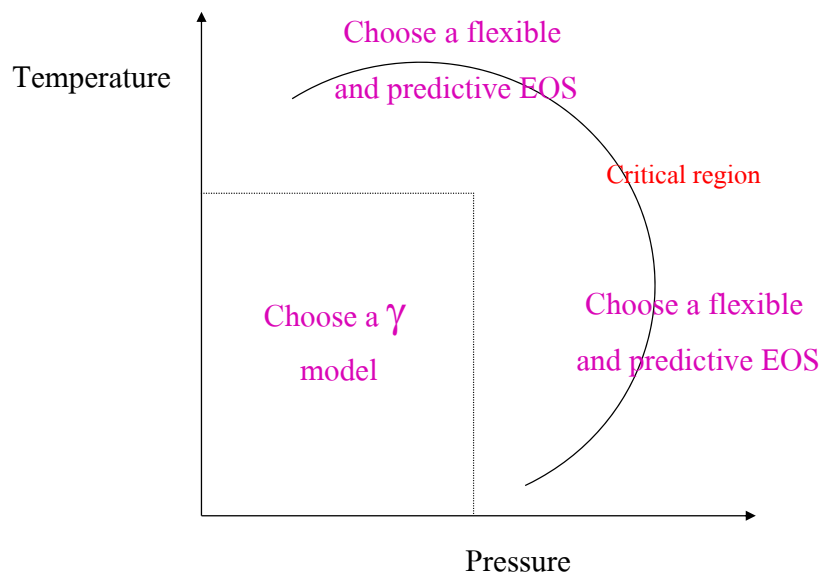 Choose a flexible
and predictive EOS
Temperature
Critical region
Choose a γ
model
Choose a flexible
and predictive EOS
Pressure